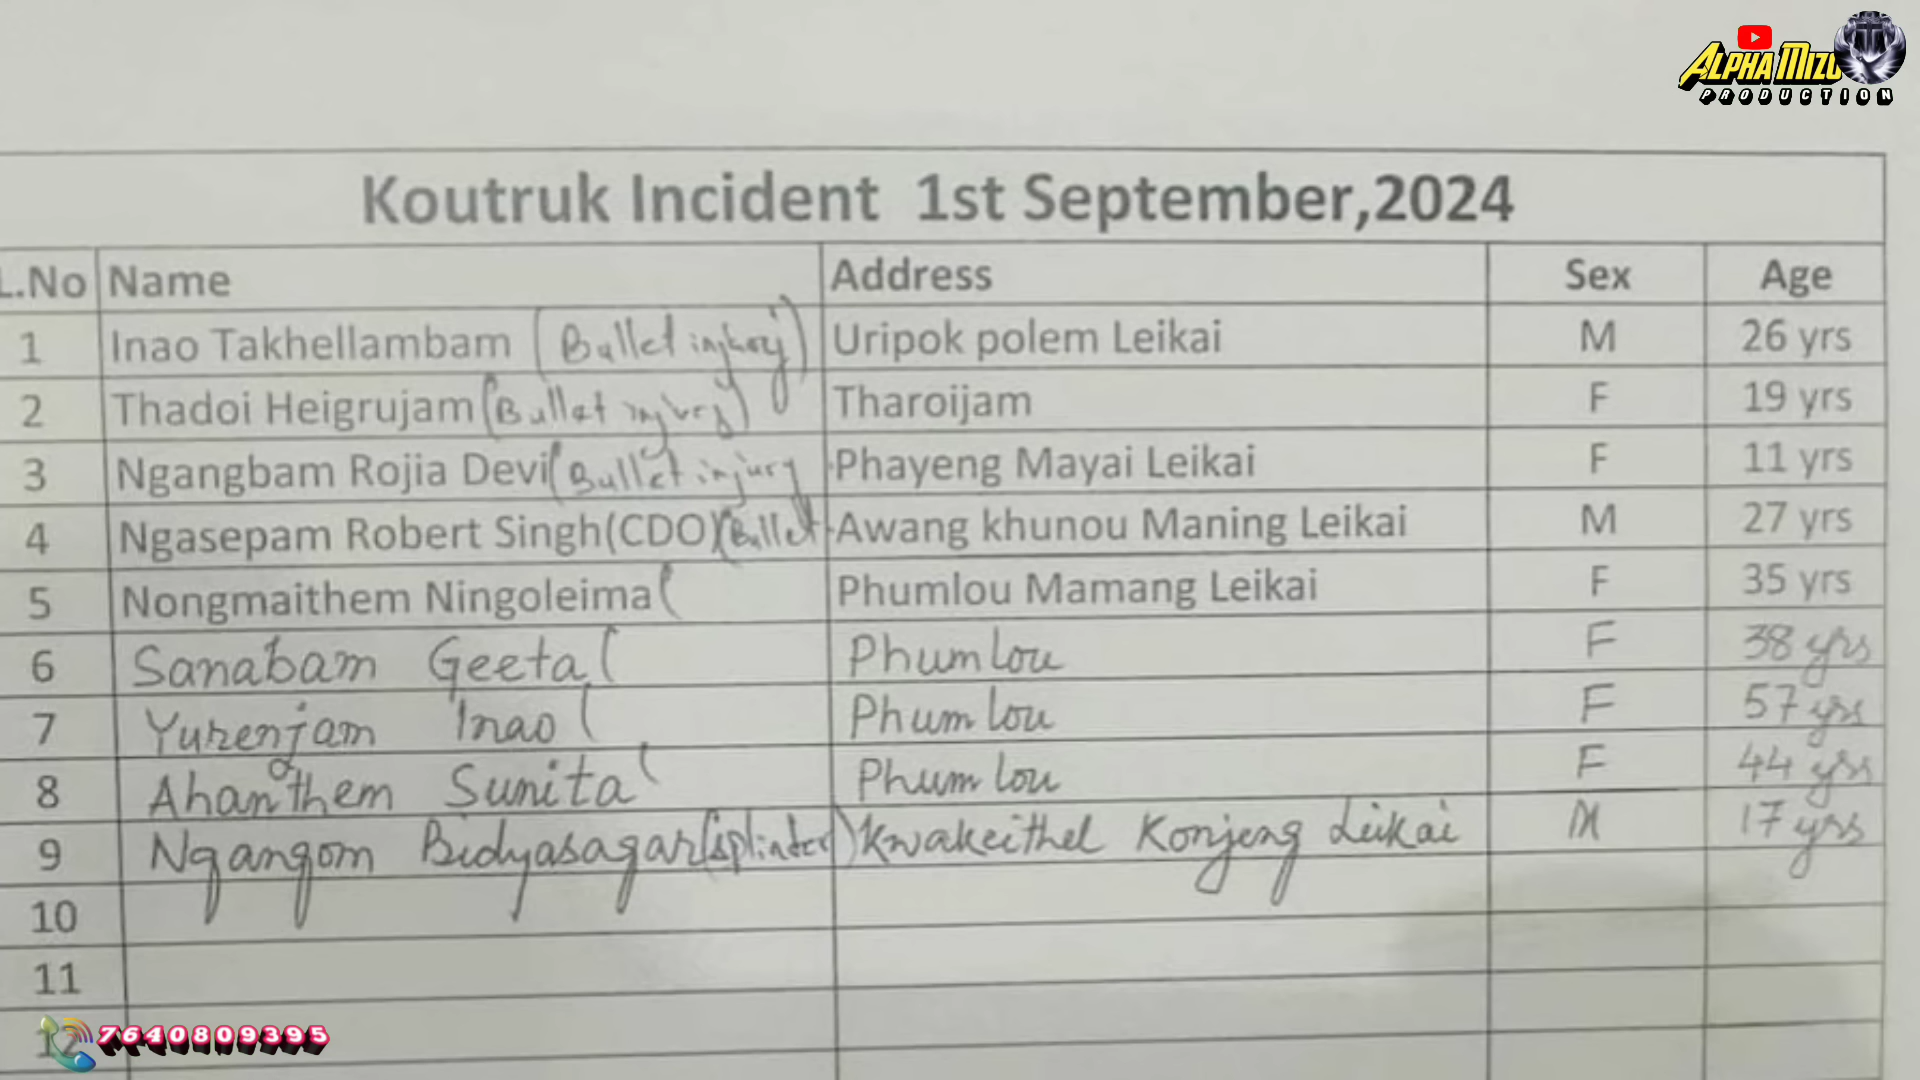 ALPHA MIZO
PRODUCTION
Koutruk Incident 1st September,2024
L.No Name Address Sex Age
1 Inao Takhellambam (Bullet injury) Uripok polem Leikai M 26 yrs
2 Thadoi Heigrujam (Bullet injury) Tharoijam F 19 yrs
3 Ngangbam Rojia Devi (Bullet injury Phayeng Mayai Leikai F 11 yrs
4 Ngasepam Robert Singh(CDO) (Bullet Awang khunou Maning Leikai M 27 yrs
5 Nongmaithem Ningoleima ( Phumlou Mamang Leikai F 35 yrs
6 Sanabam Geeta ( Phumlou F 38 yrs
7 Yurenjam Inao ( Phumlou F 57 yrs
8 Ahanthem Sunita ( Phumlou F 44 yrs
9 Ngangom Bidyasagar (splinter) Kwakeithel Konjeng Leikai M 17 yrs
10
11
7640809395